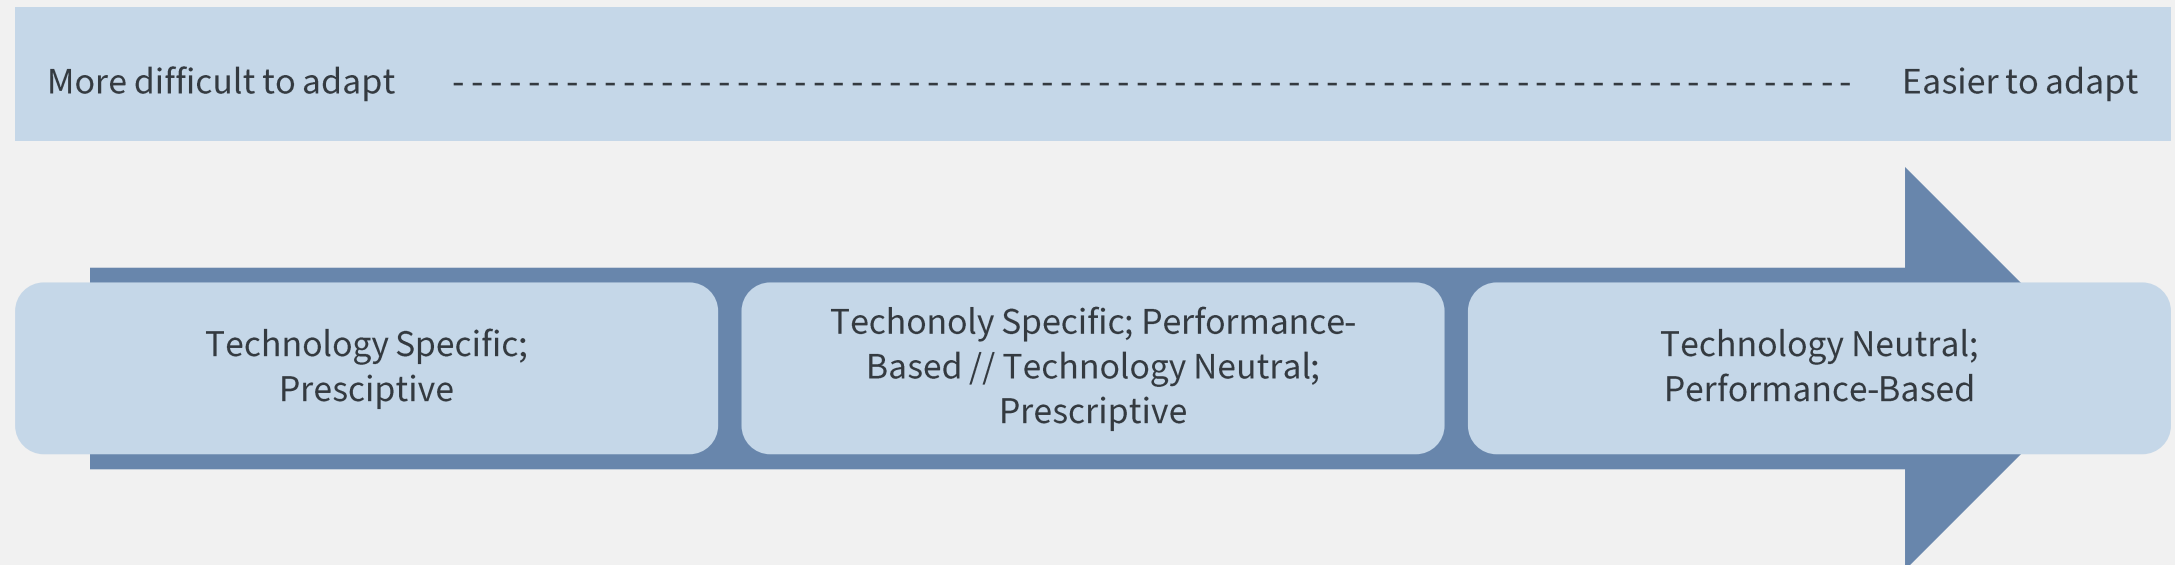 More difficult to adapt
Easier to adapt
Technology Specific;
Presciptive
Techonoly Specific; Performance-
Based // Technology Neutral;
Prescriptive
Technology Neutral;
Performance-Based